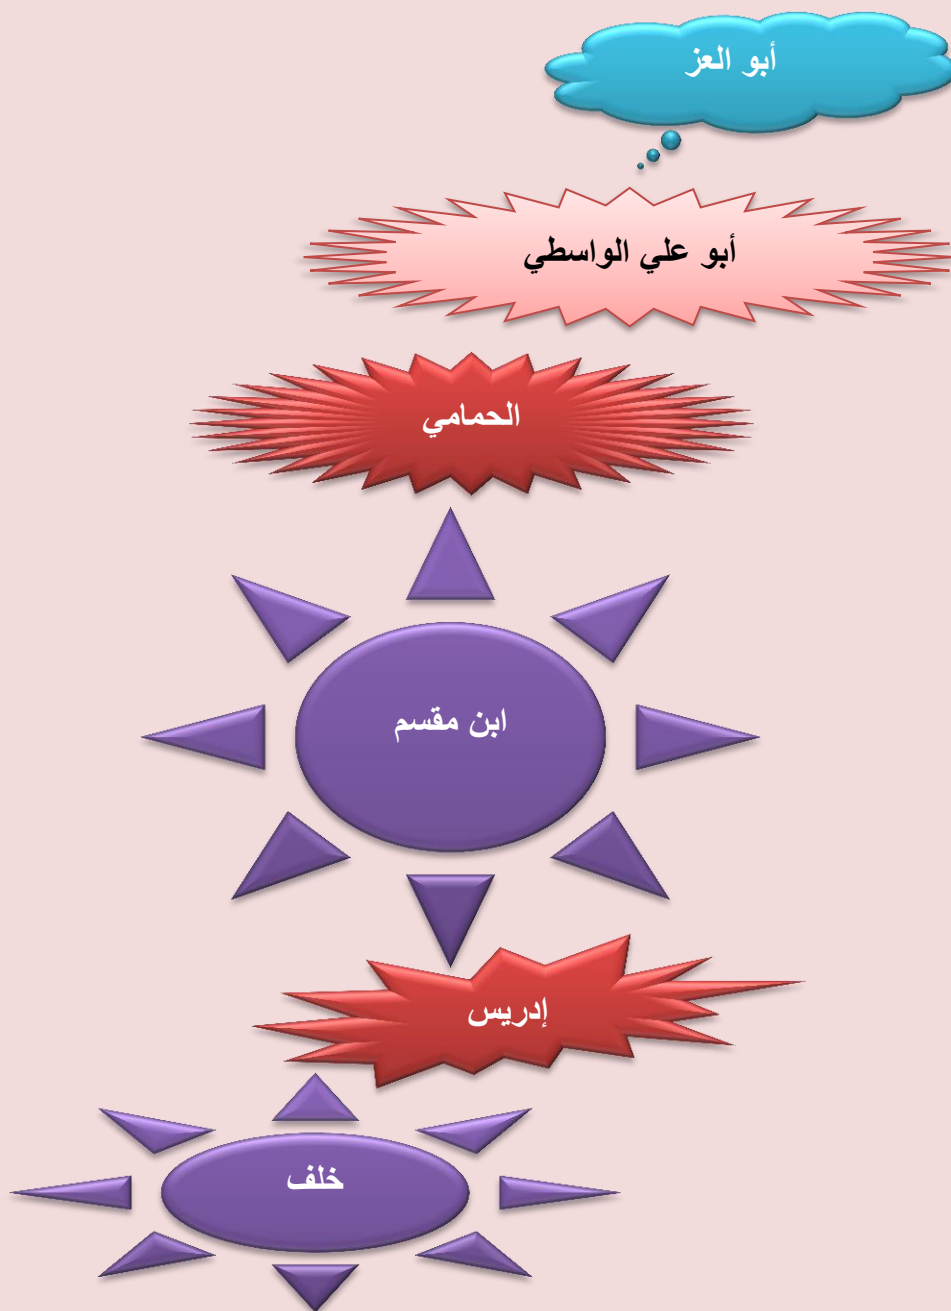 أبو العز
أبو علي الواسطي
الحمامي
ابن مقسم
إدريس
خلف